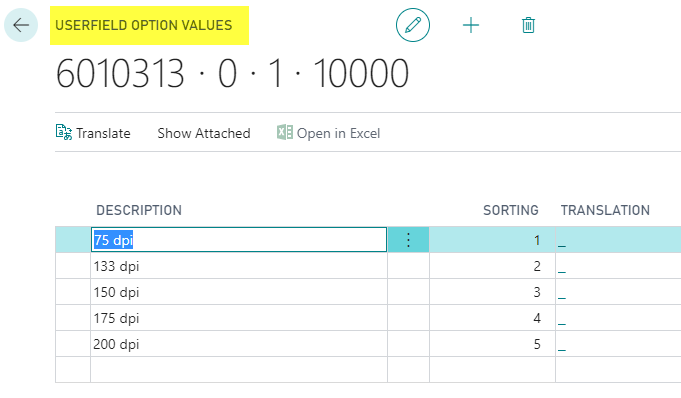 USERFIELD OPTION VALUES
6010313 · 0 · 1 · 10000
Translate Show Attached Open in Excel
DESCRIPTION SORTING TRANSLATION
75 dpi 1 _
133 dpi 2 _
150 dpi 3 _
175 dpi 4 _
200 dpi 5 _